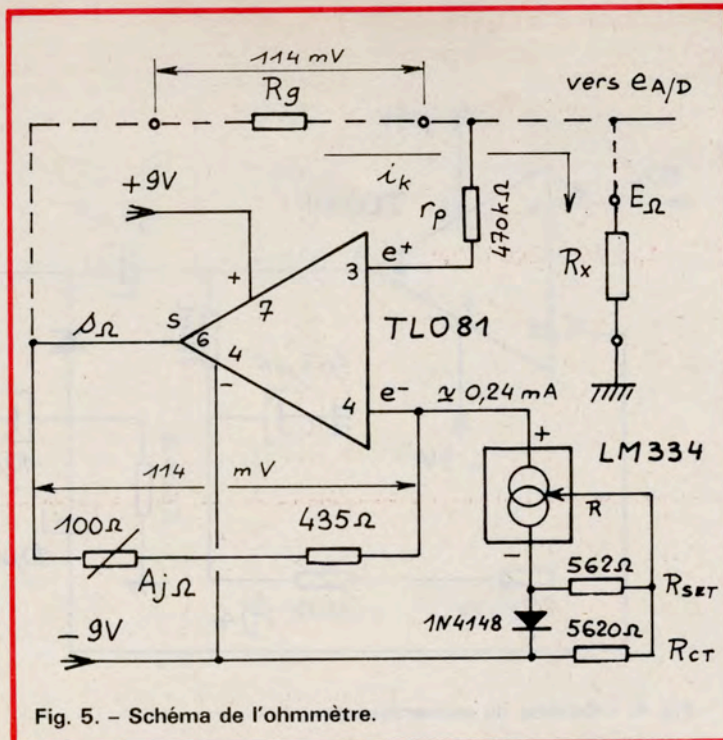 114 mV
Rg
vers eA/D
+9V
ik
rp
470kΩ
EΩ
Rx
e+
3
+
7
S
6
4
-
sΩ
TL081
4
e-
≃ 0,24 mA
+
LM334
R
-
114 mV
100Ω
AjΩ
435Ω
562Ω
RSET
1N4148
5620Ω
RCT
-9V
Fig. 5. – Schéma de l'ohmmètre.